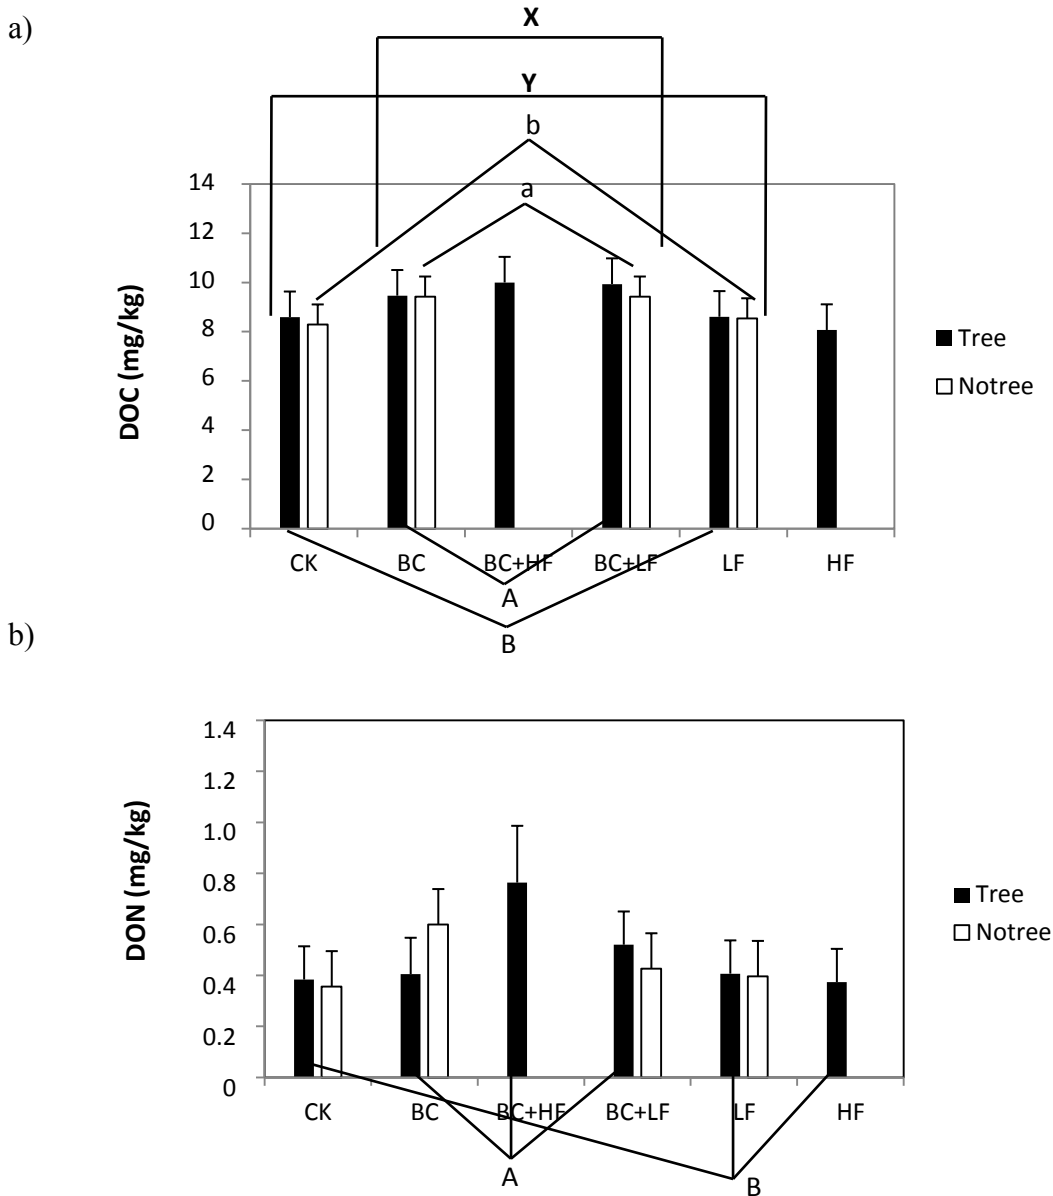 a)
X
Y
b
a
14
12
10
8
6
4
2
0
DOC (mg/kg)
Tree
Notree
CK BC BC+HF BC+LF LF HF
A
B
b)
1.4
1.2
1.0
0.8
0.6
0.4
0.2
0
DON (mg/kg)
Tree
Notree
CK BC BC+HF BC+LF LF HF
A
B